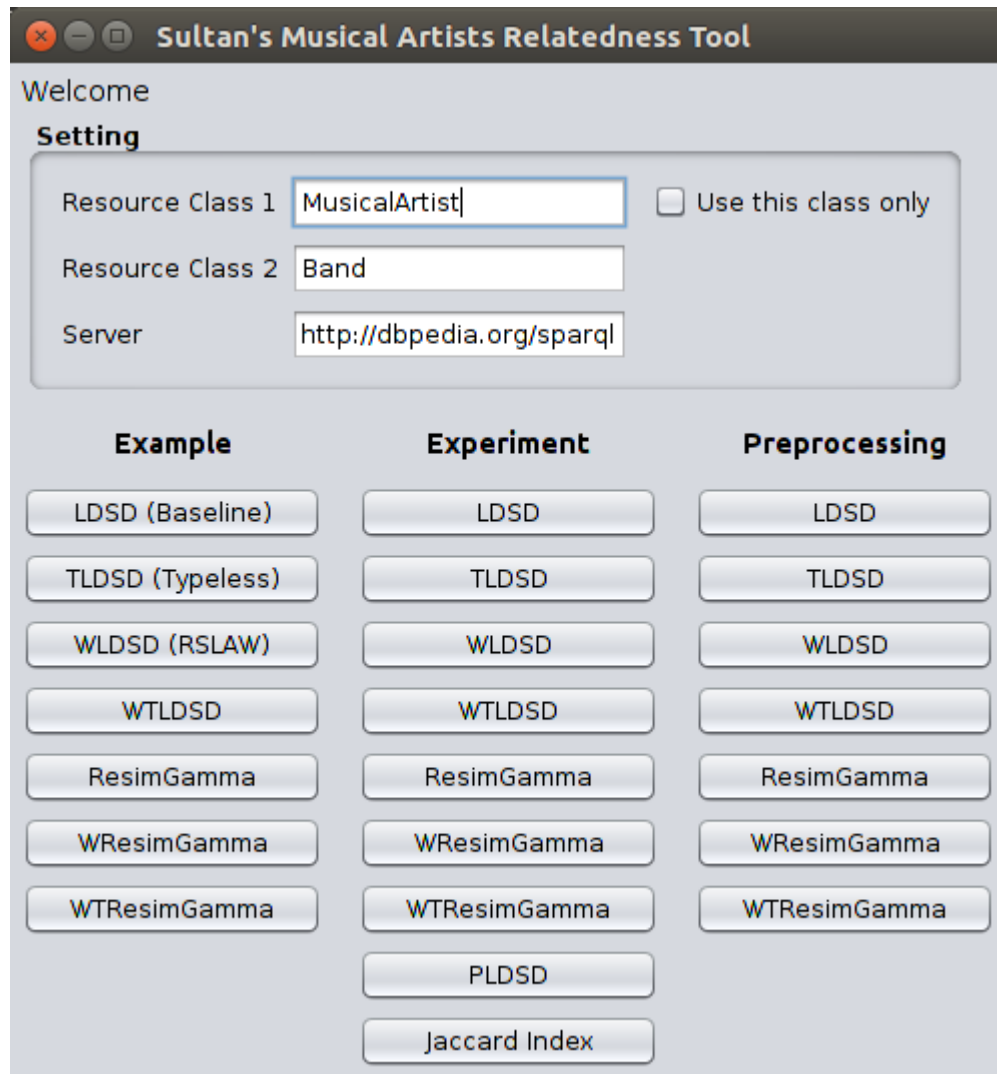 Sultan's Musical Artists Relatedness Tool
Welcome
Setting
Resource Class 1 MusicalArtist Use this class only
Resource Class 2 Band
Server http://dbpedia.org/sparql
Example Experiment Preprocessing
LDSD (Baseline) LDSD LDSD
TLDSD (Typeless) TLDSD TLDSD
WLDSD (RSLAW) WLDSD WLDSD
WTLDSD WTLDSD WTLDSD
ResimGamma ResimGamma ResimGamma
WResimGamma WResimGamma WResimGamma
WTResimGamma WTResimGamma WTResimGamma
PLDSD
Jaccard Index